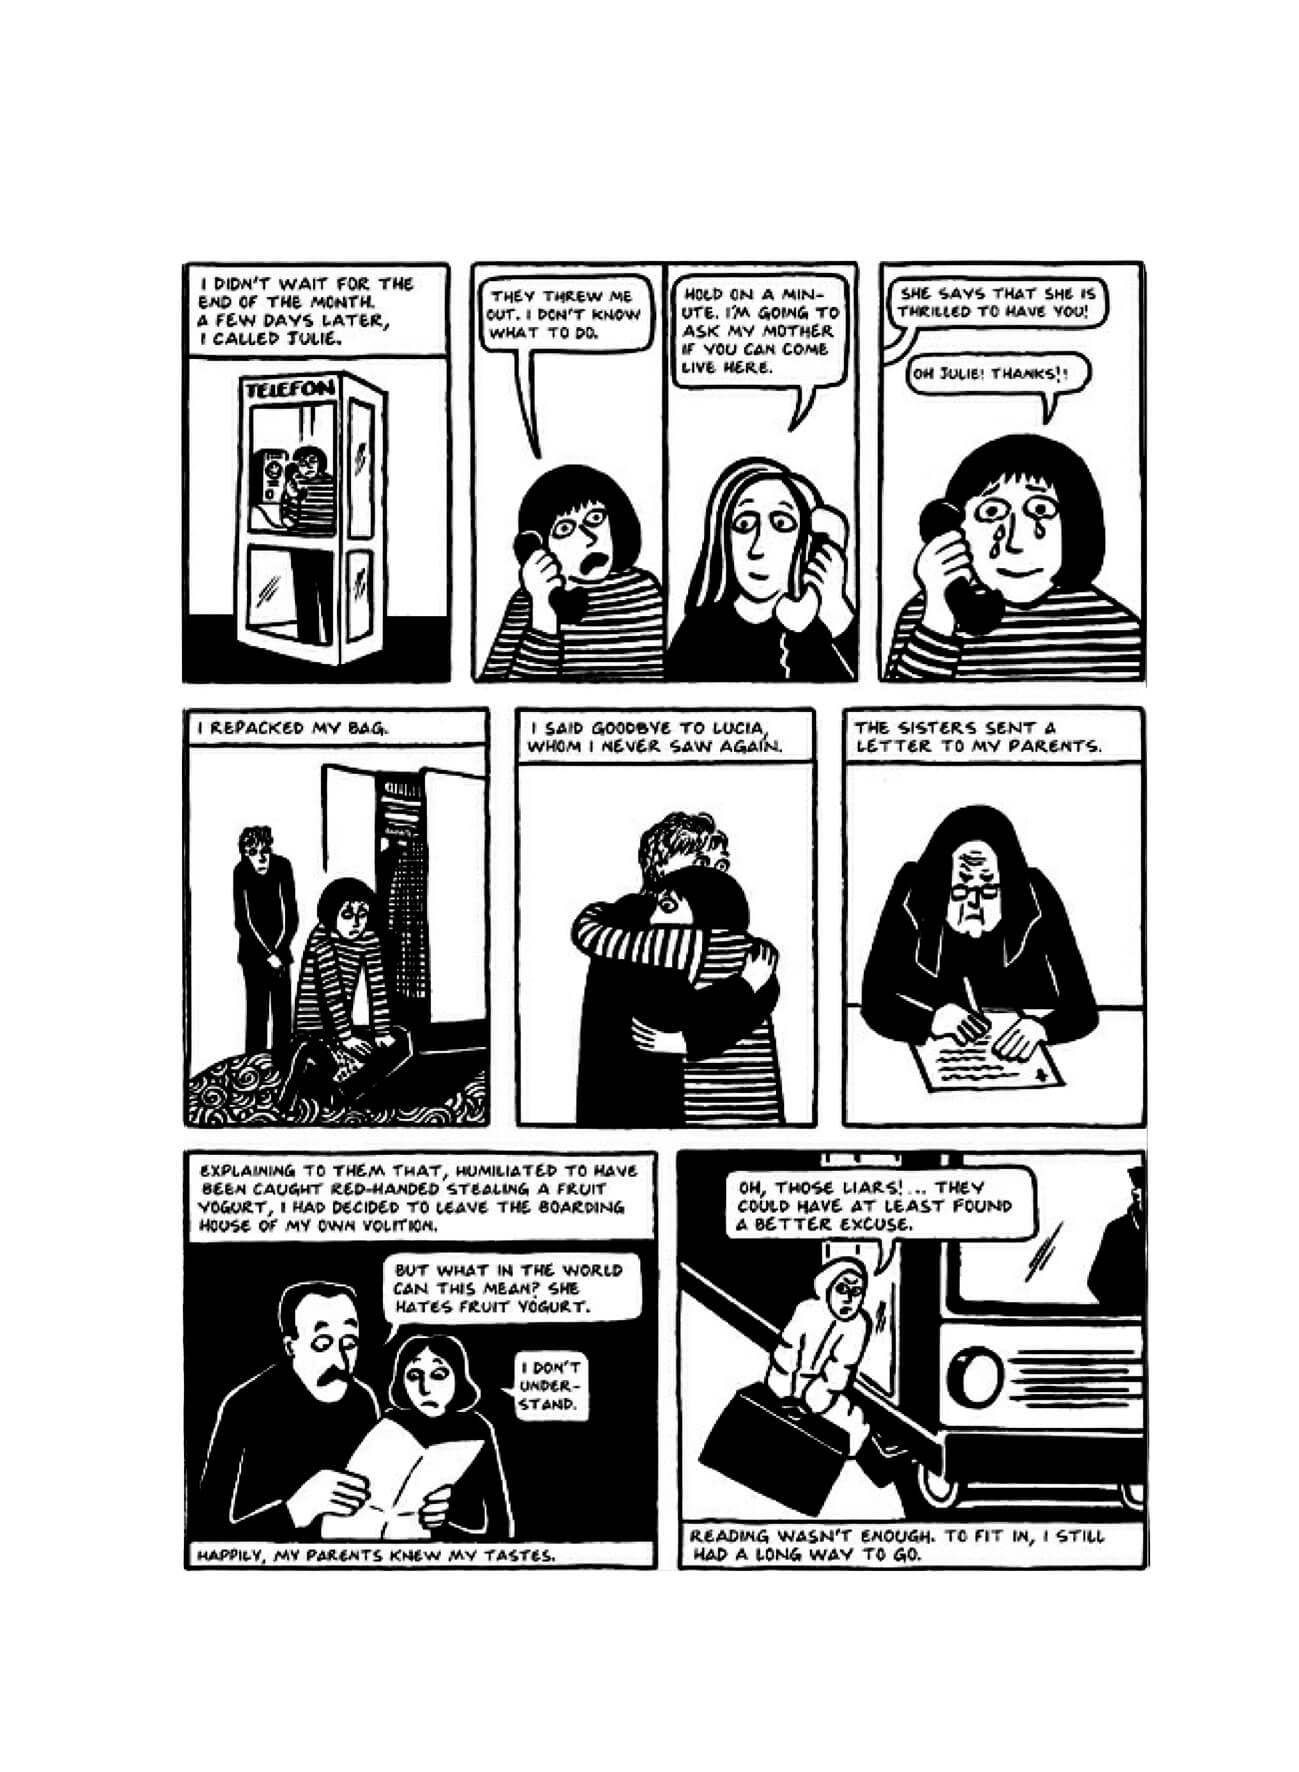 I DIDN'T WAIT FOR THE
END OF THE MONTH.
A FEW DAYS LATER,
I CALLED JULIE.
TELEFON
THEY THREW ME
OUT. I DON'T KNOW
WHAT TO DO.
HOLD ON A MIN-
UTE. I'M GOING TO
ASK MY MOTHER
IF YOU CAN COME
LIVE HERE.
SHE SAYS THAT SHE IS
THRILLED TO HAVE YOU!
OH JULIE! THANKS!!
I REPACKED MY BAG.
I SAID GOODBYE TO LUCIA,
WHOM I NEVER SAW AGAIN.
THE SISTERS SENT A
LETTER TO MY PARENTS.
EXPLAINING TO THEM THAT, HUMILIATED TO HAVE
BEEN CAUGHT RED-HANDED STEALING A FRUIT
YOGURT, I HAD DECIDED TO LEAVE THE BOARDING
HOUSE OF MY OWN VOLITION.
BUT WHAT IN THE WORLD
CAN THIS MEAN? SHE
HATES FRUIT YOGURT.
I DON'T
UNDER-
STAND.
HAPPILY, MY PARENTS KNEW MY TASTES.
OH, THOSE LIARS!... THEY
COULD HAVE AT LEAST FOUND
A BETTER EXCUSE.
READING WASN'T ENOUGH. TO FIT IN, I STILL
HAD A LONG WAY TO GO.